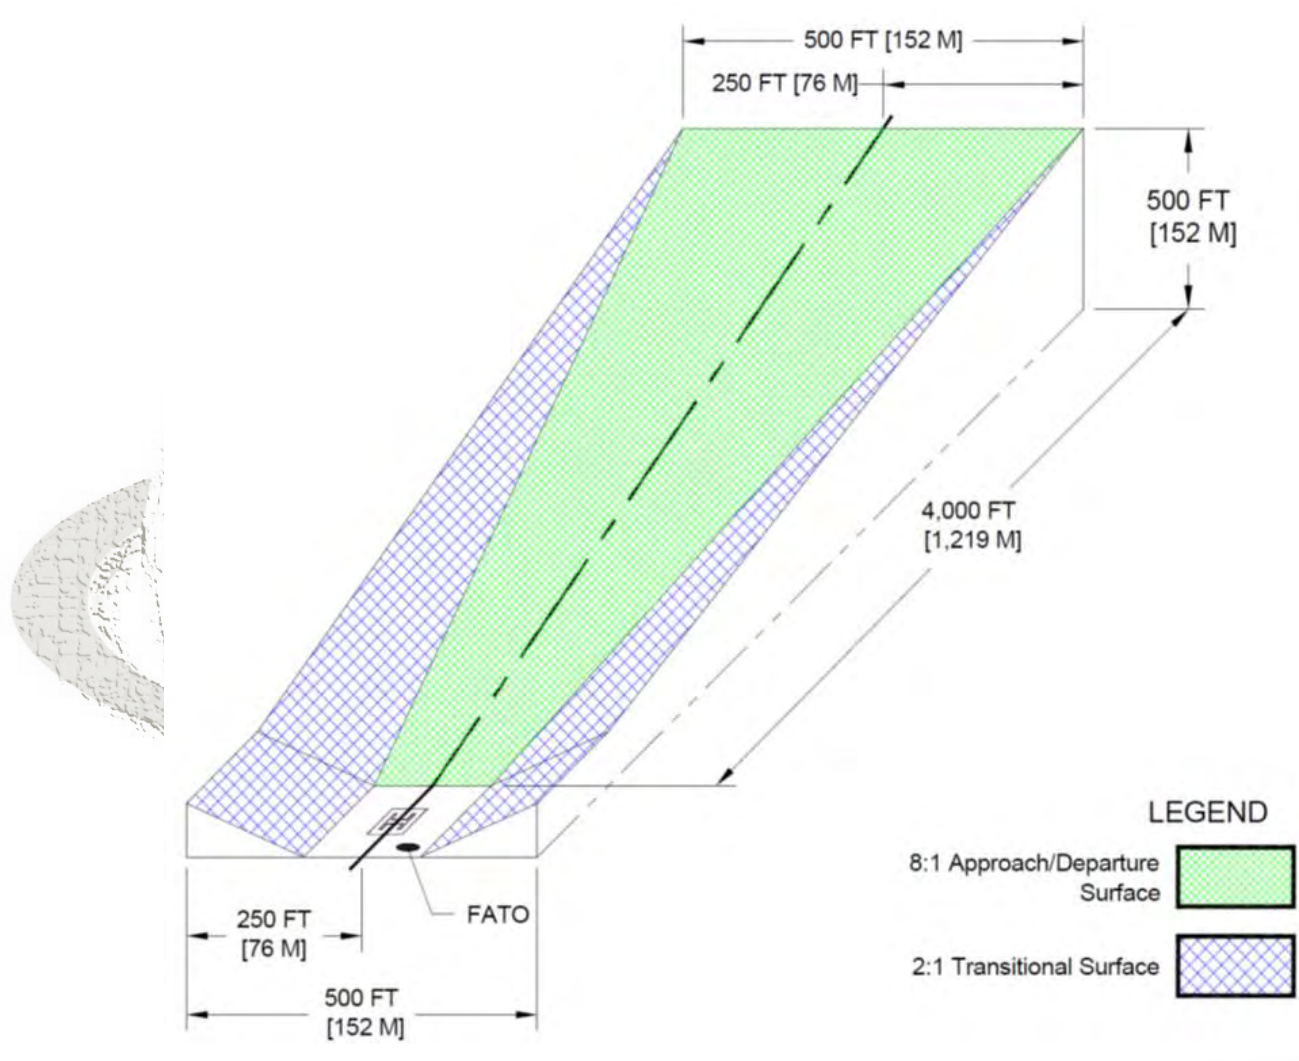 500 FT [152 M]
250 FT [76 M]
500 FT
[152 M]
4,000 FT
[1,219 M]
LEGEND
8:1 Approach/Departure
Surface
FATO
250 FT
[76 M]
2:1 Transitional Surface
500 FT
[152 M]